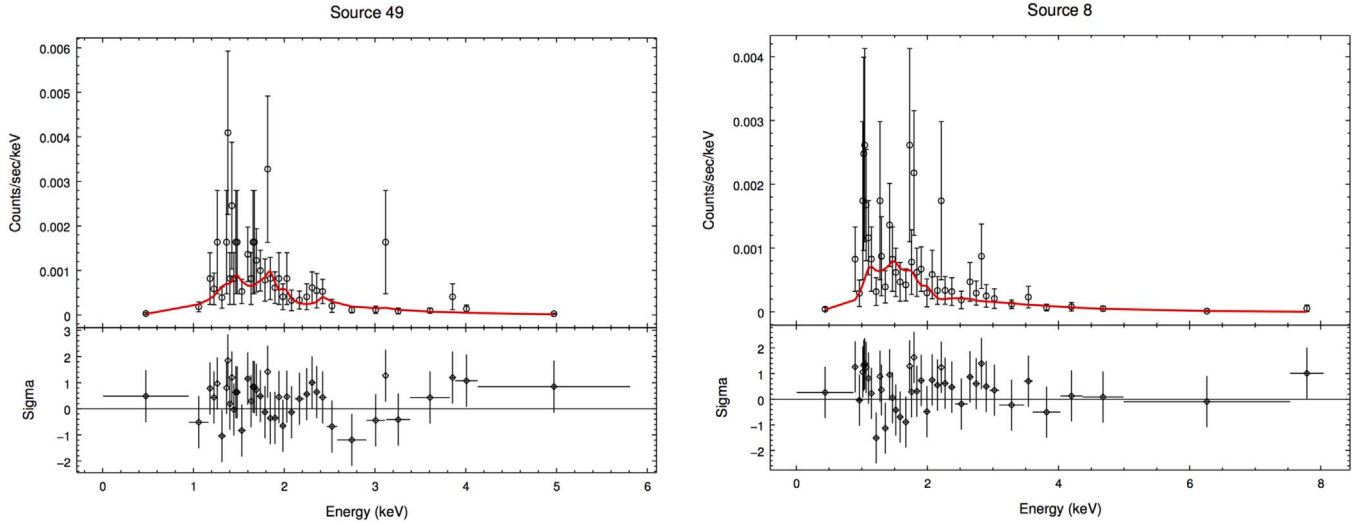 Source 49
0.006
0.005
0.004
0.003
0.002
0.001
0
Counts/sec/keV
3
2
1
0
−1
−2
Sigma
0 1 2 3 4 5 6
Energy (keV)
Source 8
0.004
0.003
0.002
0.001
0
Counts/sec/keV
2
1
0
−1
−2
Sigma
0 2 4 6 8
Energy (keV)